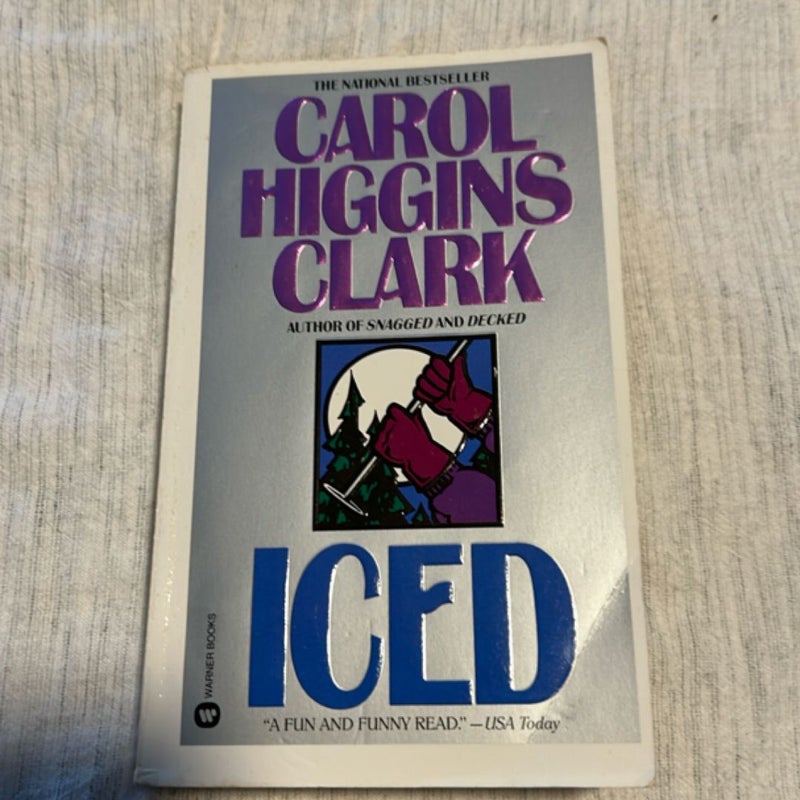 THE NATIONAL BESTSELLER
CAROL
HIGGINS
CLARK
AUTHOR OF SNAGGED AND DECKED
ICED
WARNER BOOKS
"A FUN AND FUNNY READ." —USA Today